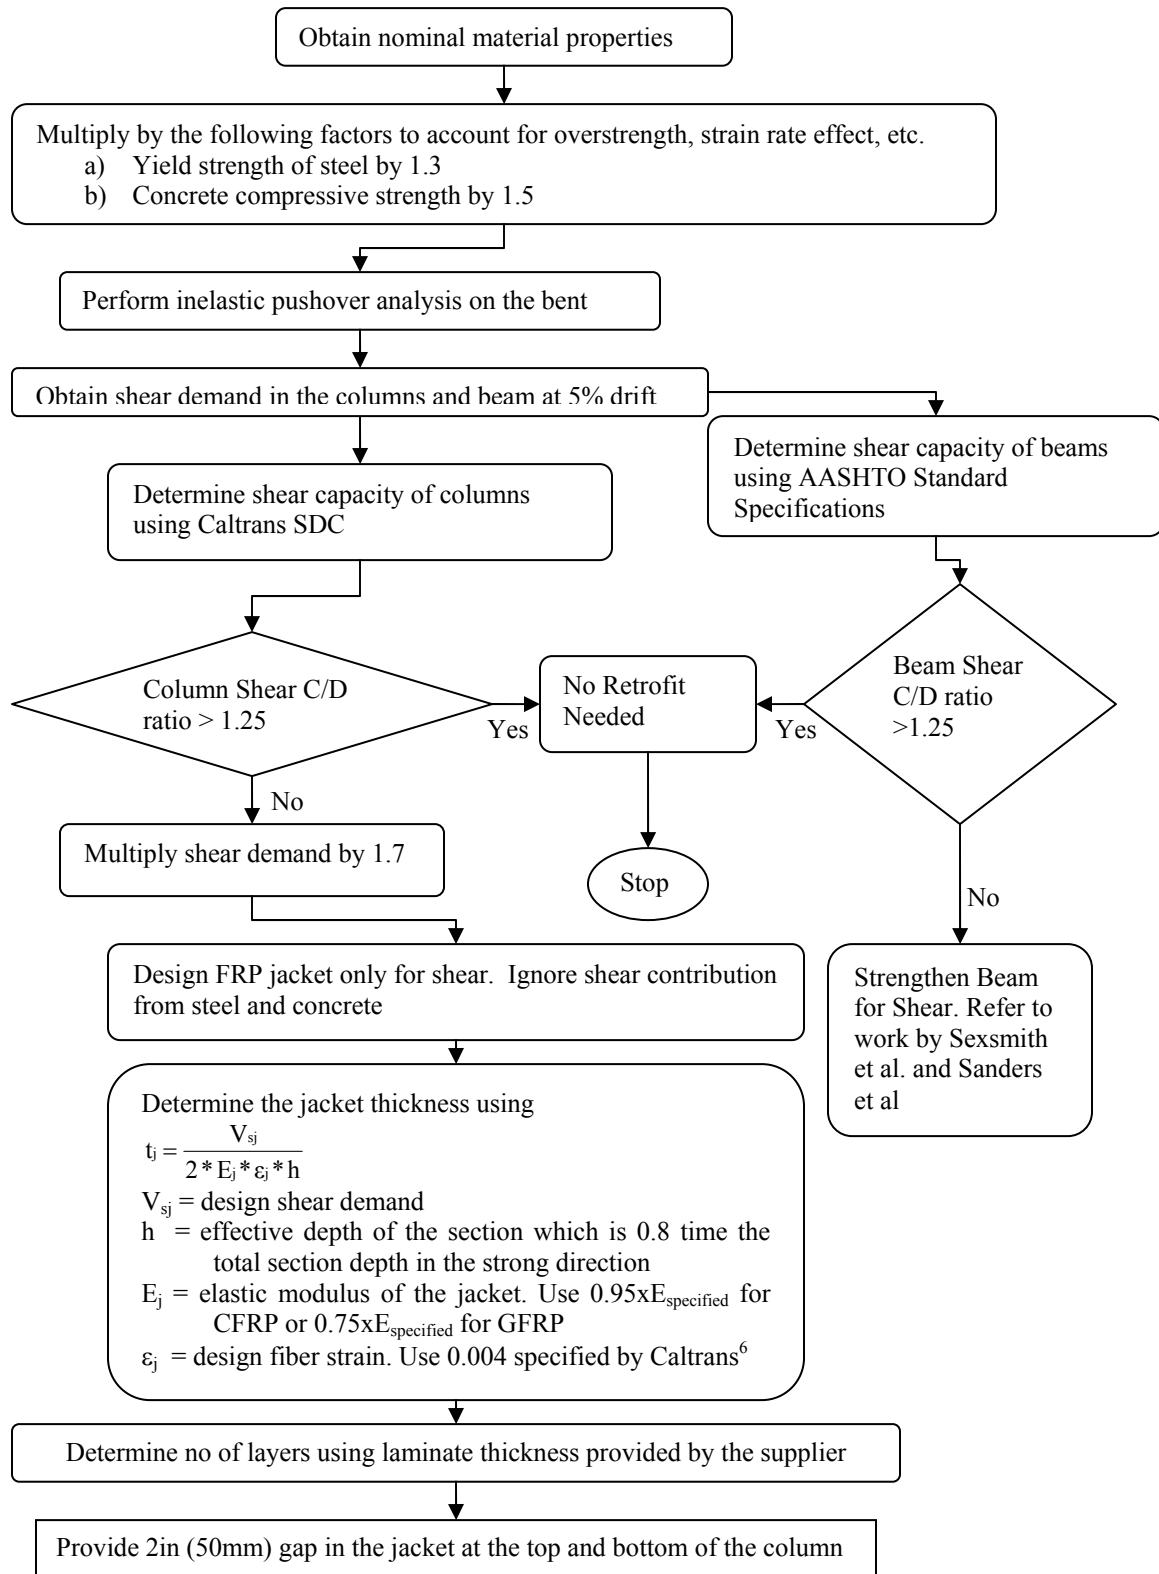 Obtain nominal material properties
Multiply by the following factors to account for overstrength, strain rate effect, etc.
a) Yield strength of steel by 1.3
b) Concrete compressive strength by 1.5
Perform inelastic pushover analysis on the bent
Obtain shear demand in the columns and beam at 5% drift
Determine shear capacity of beams
using AASHTO Standard
Specifications
Determine shear capacity of columns
using Caltrans SDC
Column Shear C/D
ratio > 1.25
Yes
No Retrofit
Needed
Yes
Beam Shear
C/D ratio
>1.25
No
Multiply shear demand by 1.7
Stop
No
Design FRP jacket only for shear. Ignore shear contribution
from steel and concrete
Strengthen Beam
for Shear. Refer to
work by Sexsmith
et al. and Sanders
et al
Determine the jacket thickness using
tj = Vsj / 2 * Ej * εj * h
Vsj = design shear demand
h = effective depth of the section which is 0.8 time the
total section depth in the strong direction
Ej = elastic modulus of the jacket. Use 0.95xEspecified for
CFRP or 0.75xEspecified for GFRP
εj = design fiber strain. Use 0.004 specified by Caltrans6
Determine no of layers using laminate thickness provided by the supplier
Provide 2in (50mm) gap in the jacket at the top and bottom of the column